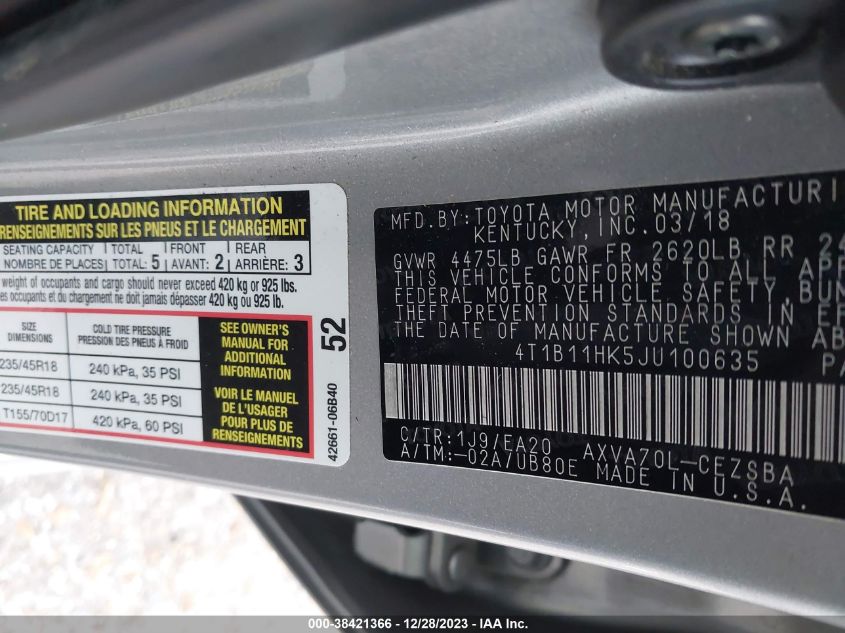 TIRE AND LOADING INFORMATION
RENSEIGNEMENTS SUR LES PNEUS ET LE CHARGEMENT
SEATING CAPACITY TOTAL FRONT REAR
NOMBRE DE PLACES TOTAL: 5 AVANT: 2 ARRIÈRE: 3
weight of occupants and cargo should never exceed 420 kg or 925 lbs.
des occupants et du chargement ne doit jamais dépasser 420 kg ou 925 lb.
SIZE COLD TIRE PRESSURE
DIMENSIONS PRESSION DES PNEUS À FROID
235/45R18 240 kPa, 35 PSI
235/45R18 240 kPa, 35 PSI
T155/70D17 420 kPa, 60 PSI
SEE OWNER'S
MANUAL FOR
ADDITIONAL
INFORMATION
VOIR LE MANUEL
DE L'USAGER
POUR PLUS DE
RENSEIGNEMENTS
52
42661-06B40
MFD.BY:TOYOTA MOTOR MANUFACTURI
KENTUCKY, INC.03/18
GVWR 4475LB GAWR FR 2620LB RR 24
THIS VEHICLE CONFORMS TO ALL APP
FEDERAL MOTOR VEHICLE SAFETY, BUM
THEFT PREVENTION STANDARDS IN EF
THE DATE OF MANUFACTURE SHOWN AB
4T1B11HK5JU100635 PA
C/TR:1J9/EA20 AXVA70L-CEZSBA
A/TM:-02A/UB80E MADE IN U.S.A.
000-38421366 - 12/28/2023 - IAA Inc.